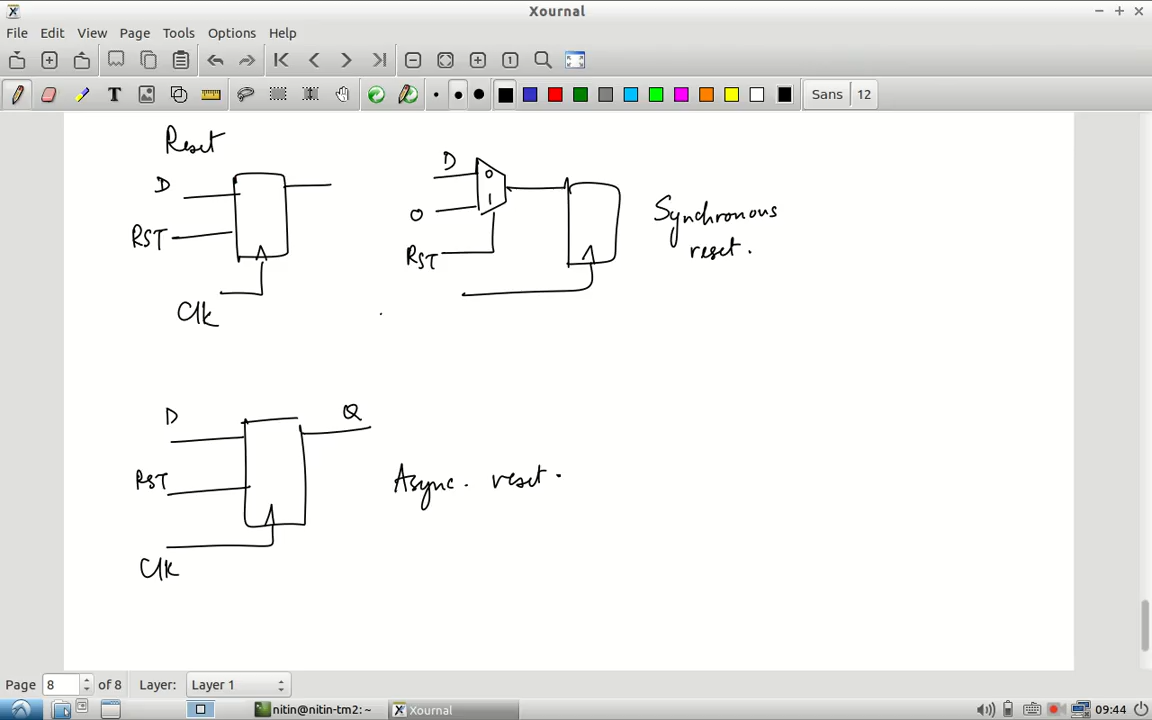 Xournal
File Edit View Page Tools Options Help
Sans 12
Reset
D
RST
Clk
D
0
0
1
RST
Synchronous
reset.
D
Q
RST
Clk
Async. reset.
Page 8 of 8 Layer: Layer 1
nitin@nitin-tm2: ~ Xournal 09:44